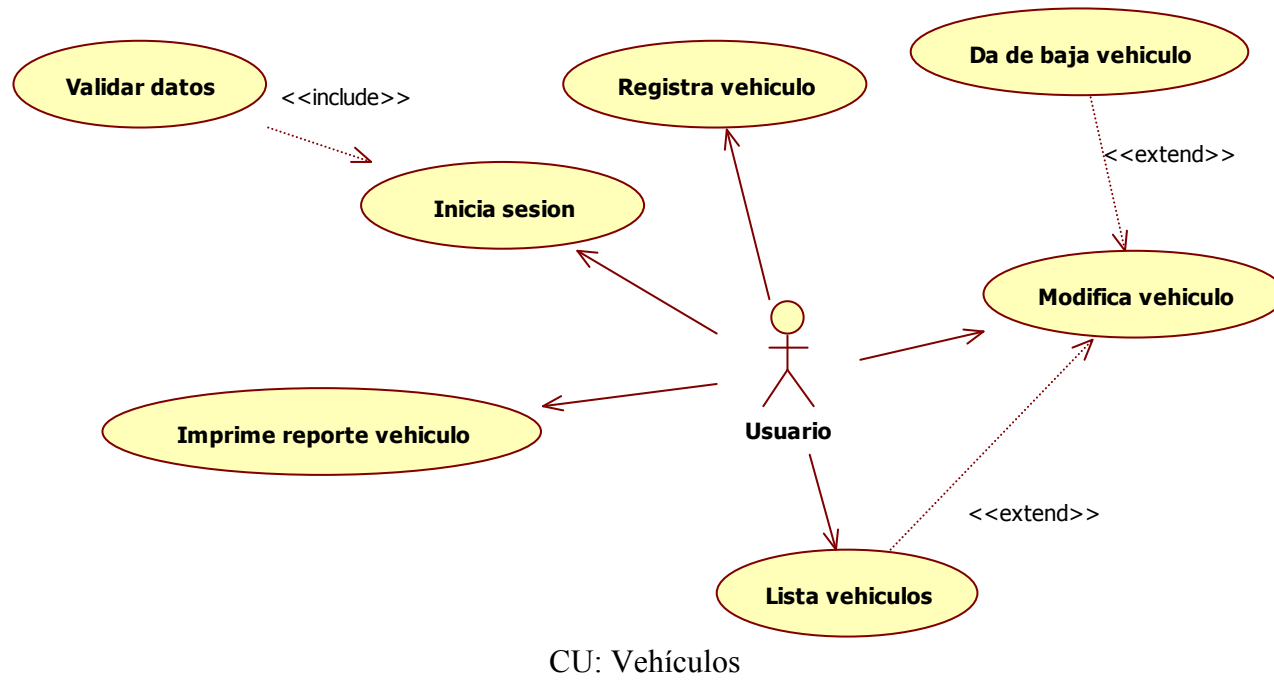 Da de baja vehiculo
Validar datos
Registra vehiculo
<<include>>
<<extend>>
Inicia sesion
Modifica vehiculo
Imprime reporte vehiculo
Usuario
<<extend>>
Lista vehiculos
CU: Vehículos